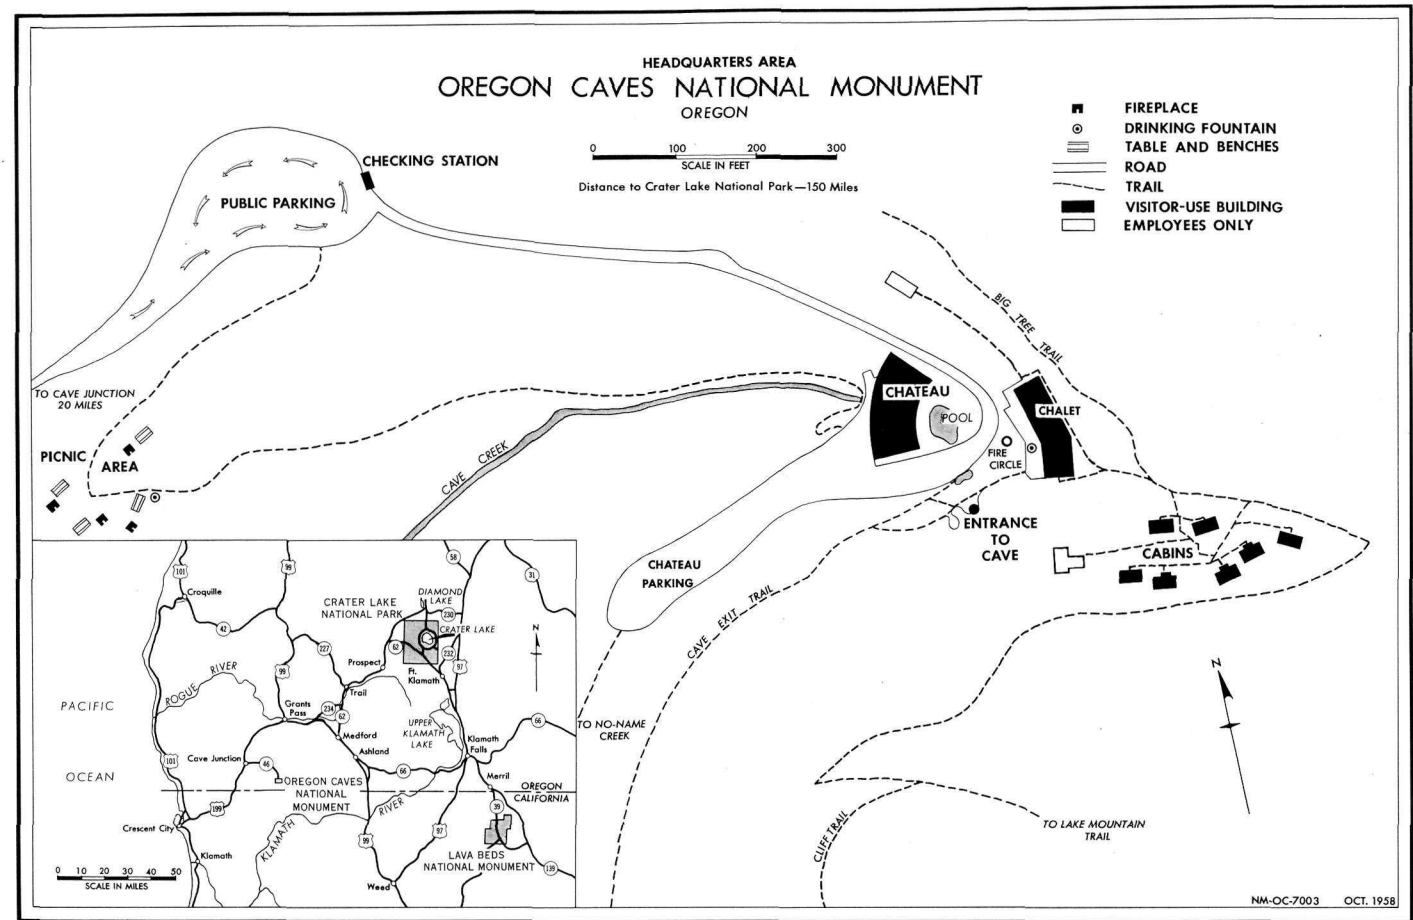 HEADQUARTERS AREA
OREGON CAVES NATIONAL MONUMENT
OREGON
0 100 200 300
SCALE IN FEET
Distance to Crater Lake National Park—150 Miles
FIREPLACE
DRINKING FOUNTAIN
TABLE AND BENCHES
ROAD
TRAIL
VISITOR-USE BUILDING
EMPLOYEES ONLY
CHECKING STATION
PUBLIC PARKING
TO CAVE JUNCTION
20 MILES
PICNIC
AREA
CAVE CREEK
CHATEAU
POOL
CHALET
BIG TREE TRAIL
FIRE
CIRCLE
ENTRANCE
TO
CAVE
CABINS
CHATEAU
PARKING
CAVE EXIT TRAIL
TO NO-NAME
CREEK
CLIFF TRAIL
TO LAKE MOUNTAIN
TRAIL
N
NM-OC-7003 OCT. 1958
PACIFIC
OCEAN
101
Croquille
42
99
99
227
ROGUE RIVER
Grants
Pass
234
62
Trail
Prospect
62
CRATER LAKE
NATIONAL PARK
DIAMOND
LAKE
230
CRATER LAKE
232
97
58
31
N
Ft.
Klamath
UPPER
KLAMATH
LAKE
Klamath
Falls
66
Medford
Ashland
66
Cave Junction
46
OREGON CAVES
NATIONAL
MONUMENT
101
199
Crescent City
Klamath
KLAMATH RIVER
99
97
Weed
Merril
OREGON
CALIFORNIA
39
LAVA BEDS
NATIONAL MONUMENT
139
0 10 20 30 40 50
SCALE IN MILES